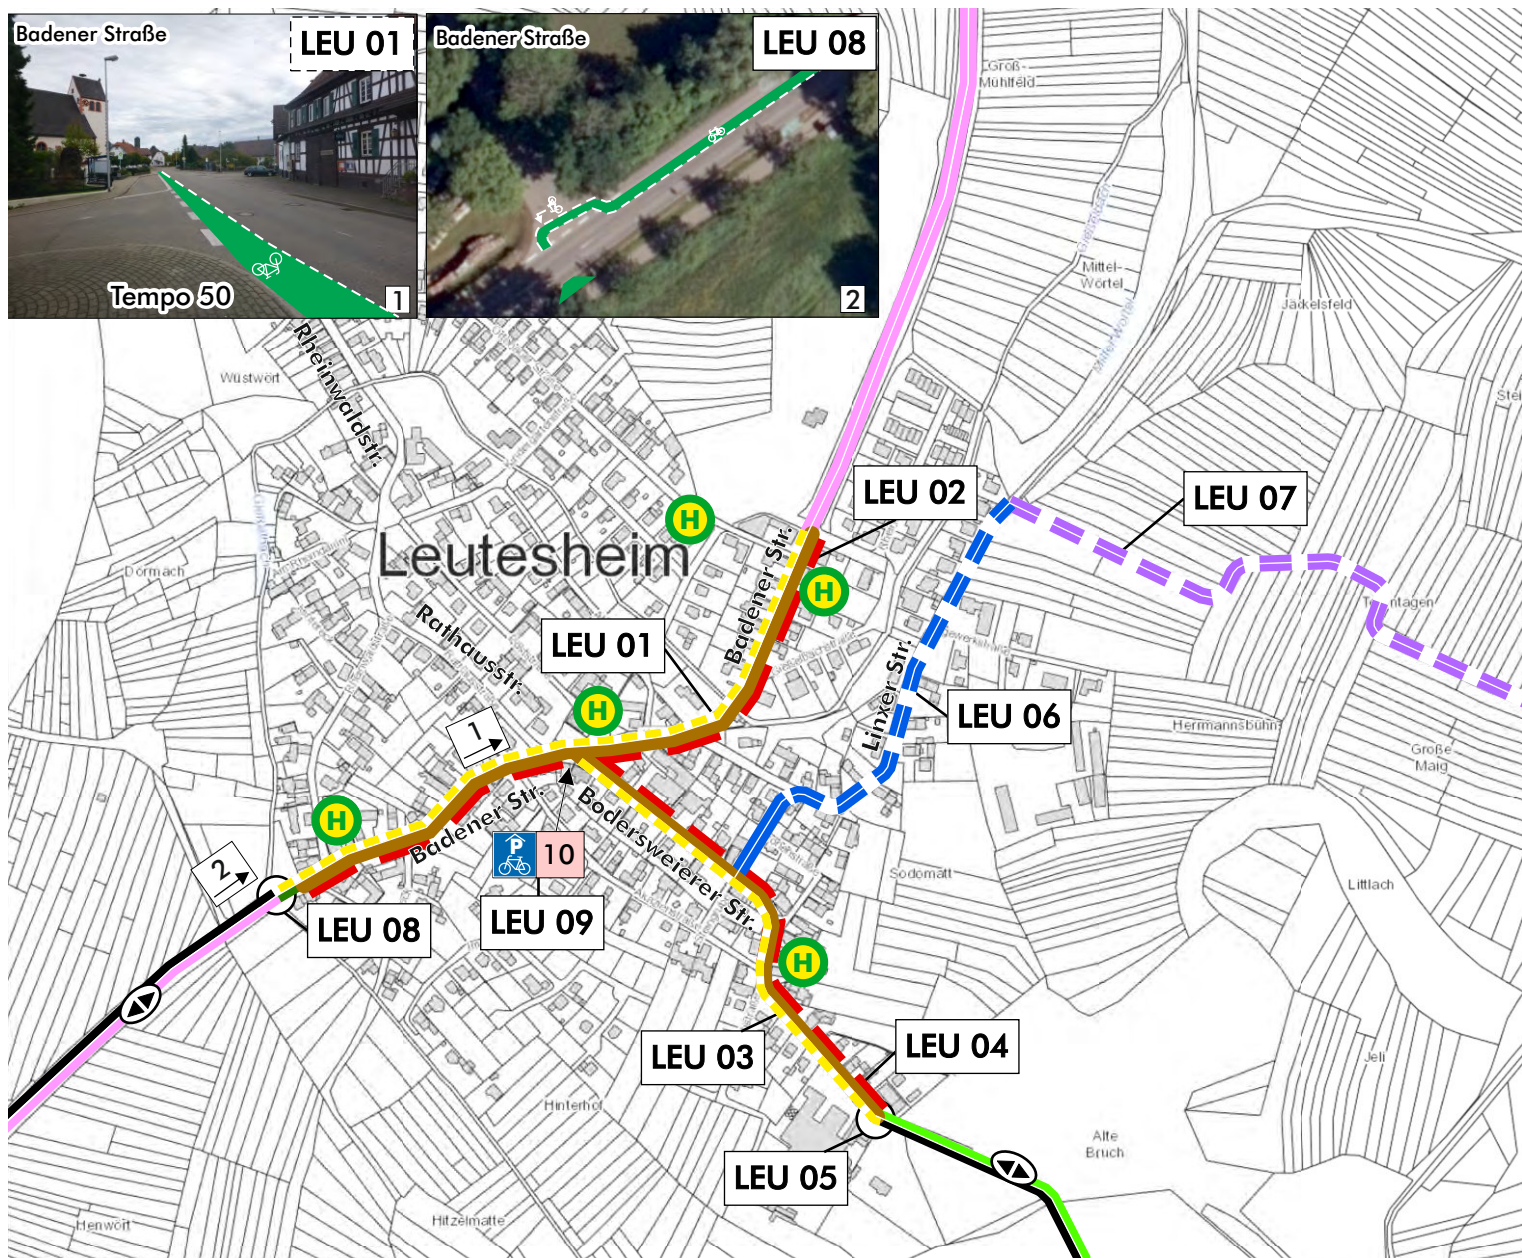 Badener Straße
LEU 01
Tempo 50
1
Badener Straße
LEU 08
2
Groß-
Mühlfeld
Mittel-
Wörtel
Jäckelsfeld
Wüstwört
Rheinwaldstr.
LEU 02
LEU 07
H
Leutesheim
Dörmach
Badener Str.
H
Rathausstr.
LEU 01
Linxer Str.
LEU 06
Herrmannsbühn
Große
Maig
H
1
H
Badener Str.
Bodersweierer Str.
P
10
2
Sodomatt
Littlach
LEU 08
LEU 09
H
LEU 03
LEU 04
Jeli
Hinterhof
Alte
Bruch
LEU 05
Henwört
Hitzelmatte